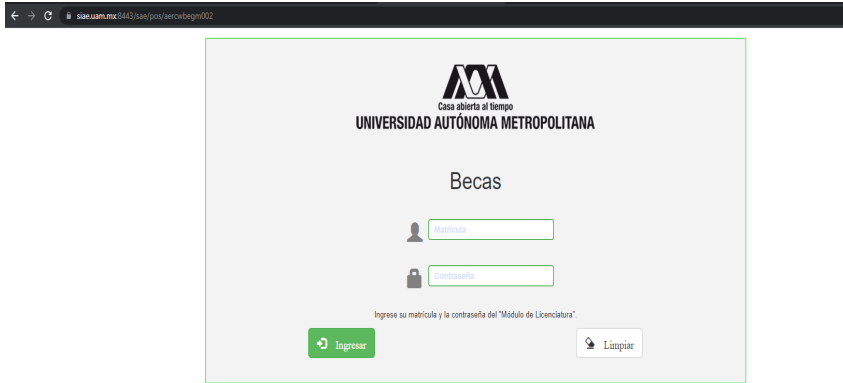 siae.uam.mx:8443/sae/pos/aercwbegm002
Casa abierta al tiempo
UNIVERSIDAD AUTÓNOMA METROPOLITANA
Becas
Matrícula
Contraseña
Ingrese su matrícula y la contraseña del "Módulo de Licenciatura".
Ingresar
Limpiar